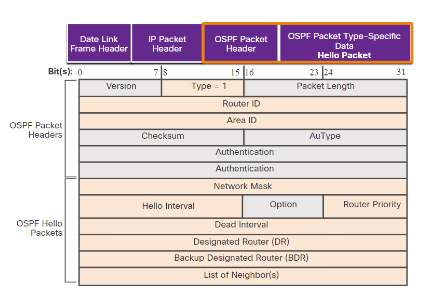 Date Link
Frame Header
IP Packet
Header
OSPF Packet
Header
OSPF Packet Type-Specific
Data
Hello Packet
Bit(s): 0 7 8 15 16 23 24 31
OSPF Packet
Headers
Version Type = 1 Packet Length
Router ID
Area ID
Checksum AuType
Authentication
Authentication
OSPF Hello
Packets
Network Mask
Hello Interval Option Router Priority
Dead Interval
Designated Router (DR)
Backup Designated Router (BDR)
List of Neighbor(s)